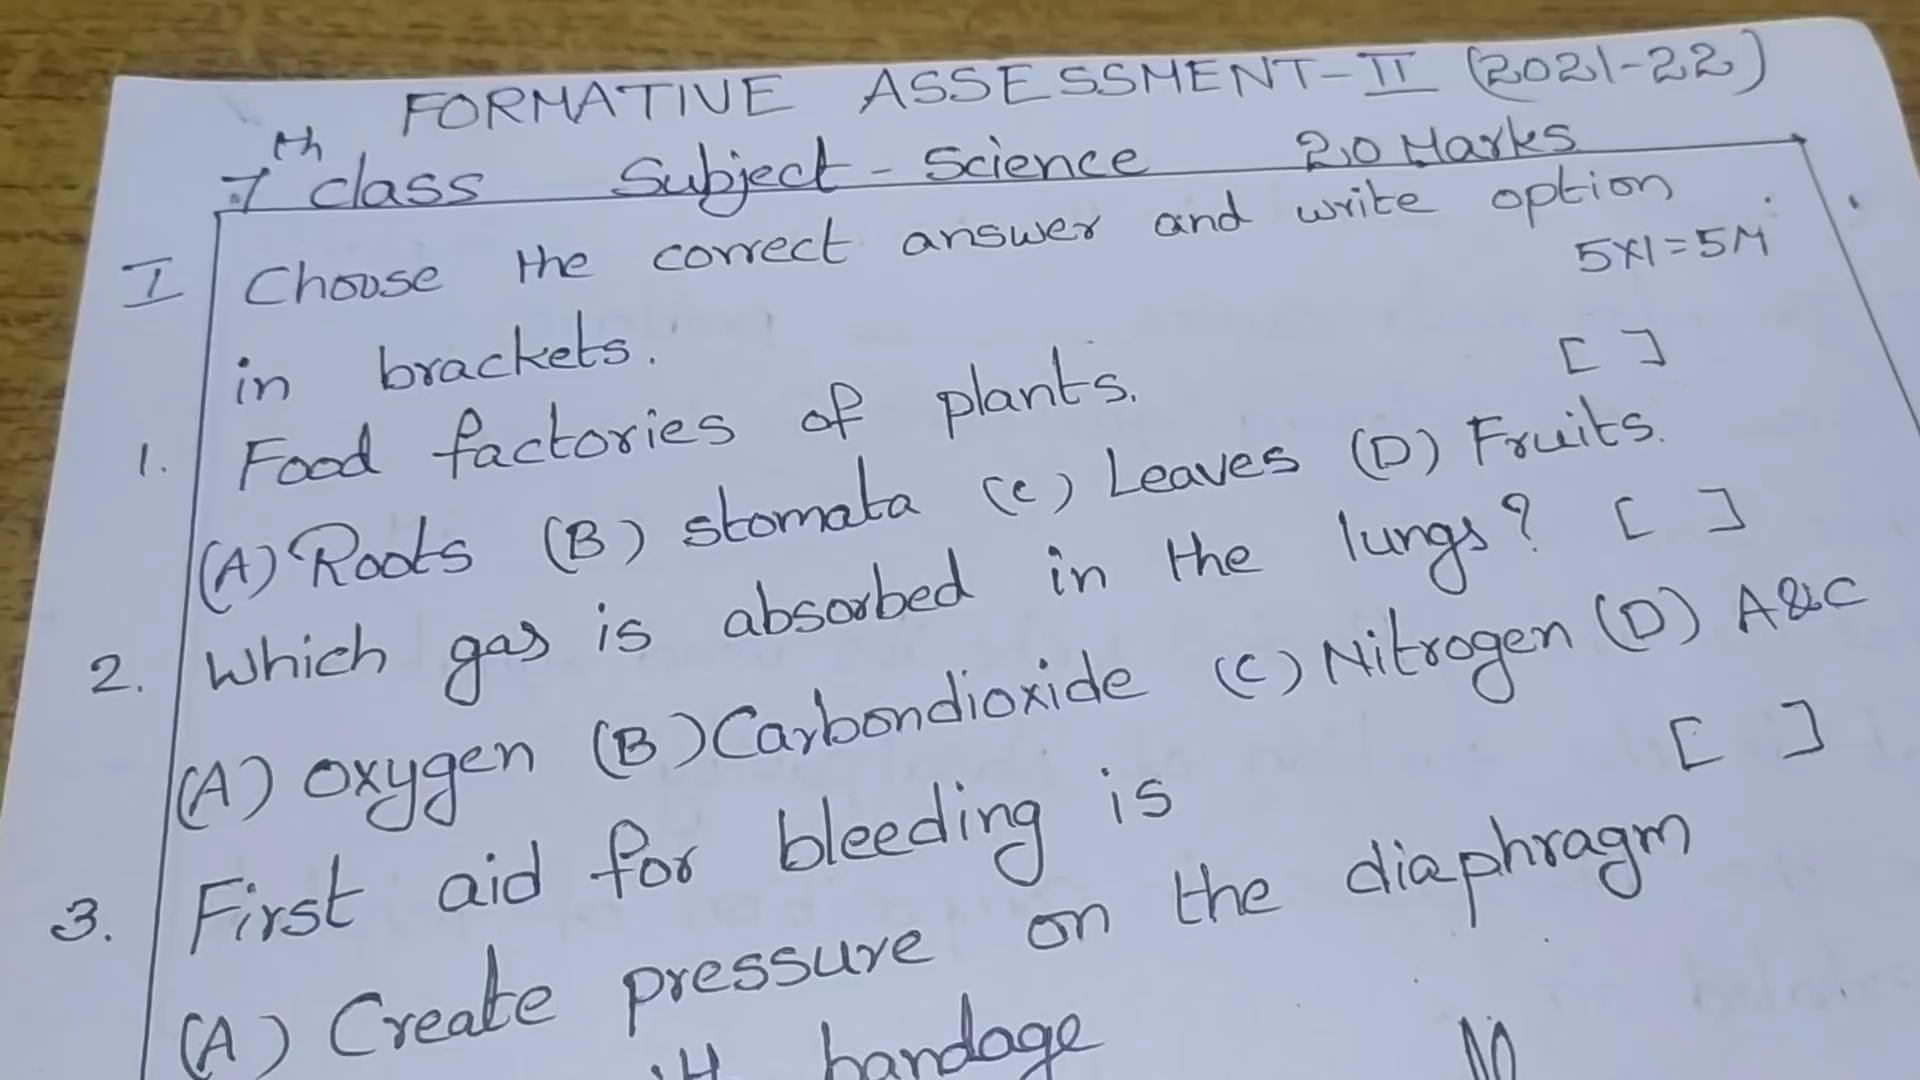 FORMATIVE ASSESSMENT-II (2021-22)
7th class Subject - Science 20 Marks
I Choose the correct answer and write option
in brackets. 5X1=5M
1. Food factories of plants. [ ]
(A) Roots (B) stomata (C) Leaves (D) Fruits.
2. Which gas is absorbed in the lungs? [ ]
(A) oxygen (B) Carbondioxide (C) Nitrogen (D) A&C
3. First aid for bleeding is [ ]
(A) Create pressure on the diaphragm
bandage